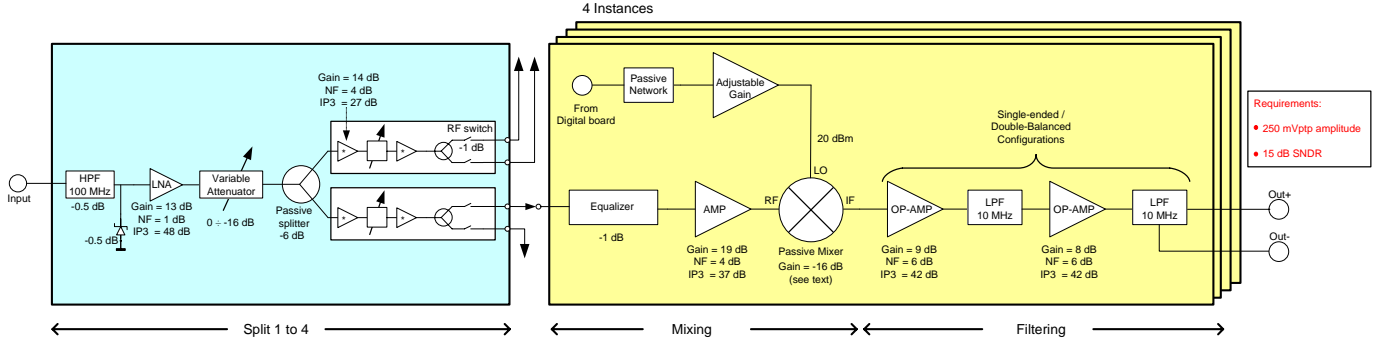 4 Instances
Gain = 14 dB
NF = 4 dB
IP3 = 27 dB
RF switch
-1 dB
*
*
*
*
Input
HPF
100 MHz
-0.5 dB
-0.5 dB
LNA
Gain = 13 dB
NF = 1 dB
IP3 = 48 dB
Variable
Attenuator
0 ÷ -16 dB
Passive
splitter
-6 dB
From
Digital board
Passive
Network
Adjustable
Gain
20 dBm
LO
RF
IF
Equalizer
-1 dB
AMP
Gain = 19 dB
NF = 4 dB
IP3 = 37 dB
Passive Mixer
Gain = -16 dB
(see text)
Single-ended /
Double-Balanced
Configurations
OP-AMP
Gain = 9 dB
NF = 6 dB
IP3 = 42 dB
LPF
10 MHz
OP-AMP
Gain = 8 dB
NF = 6 dB
IP3 = 42 dB
LPF
10 MHz
Out+
Out-
Requirements:
• 250 mVptp amplitude
• 15 dB SNDR
Split 1 to 4
Mixing
Filtering